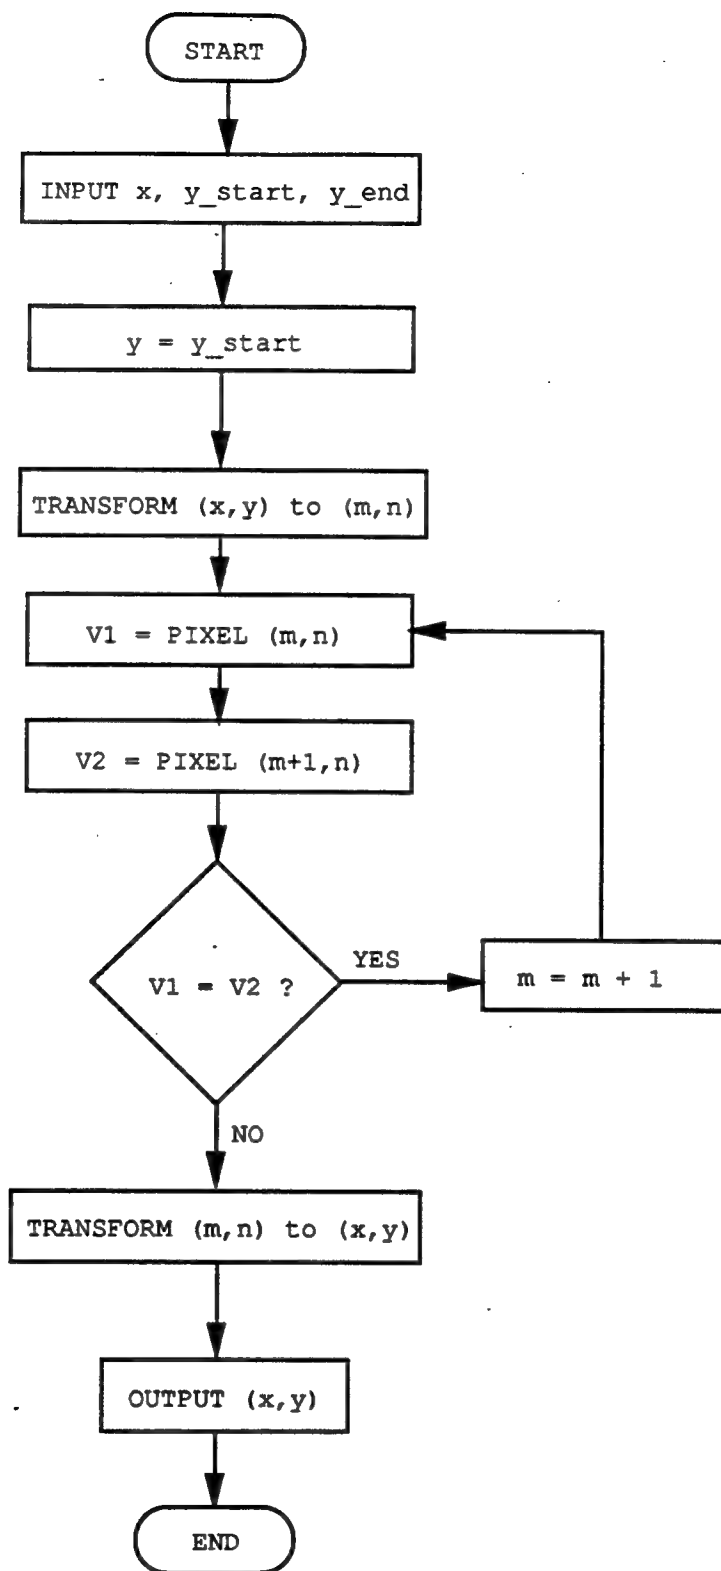 START
INPUT x, y_start, y_end
y = y_start
TRANSFORM (x,y) to (m,n)
V1 = PIXEL (m,n)
V2 = PIXEL (m+1,n)
V1 = V2 ?
YES
m = m + 1
NO
TRANSFORM (m,n) to (x,y)
OUTPUT (x,y)
END